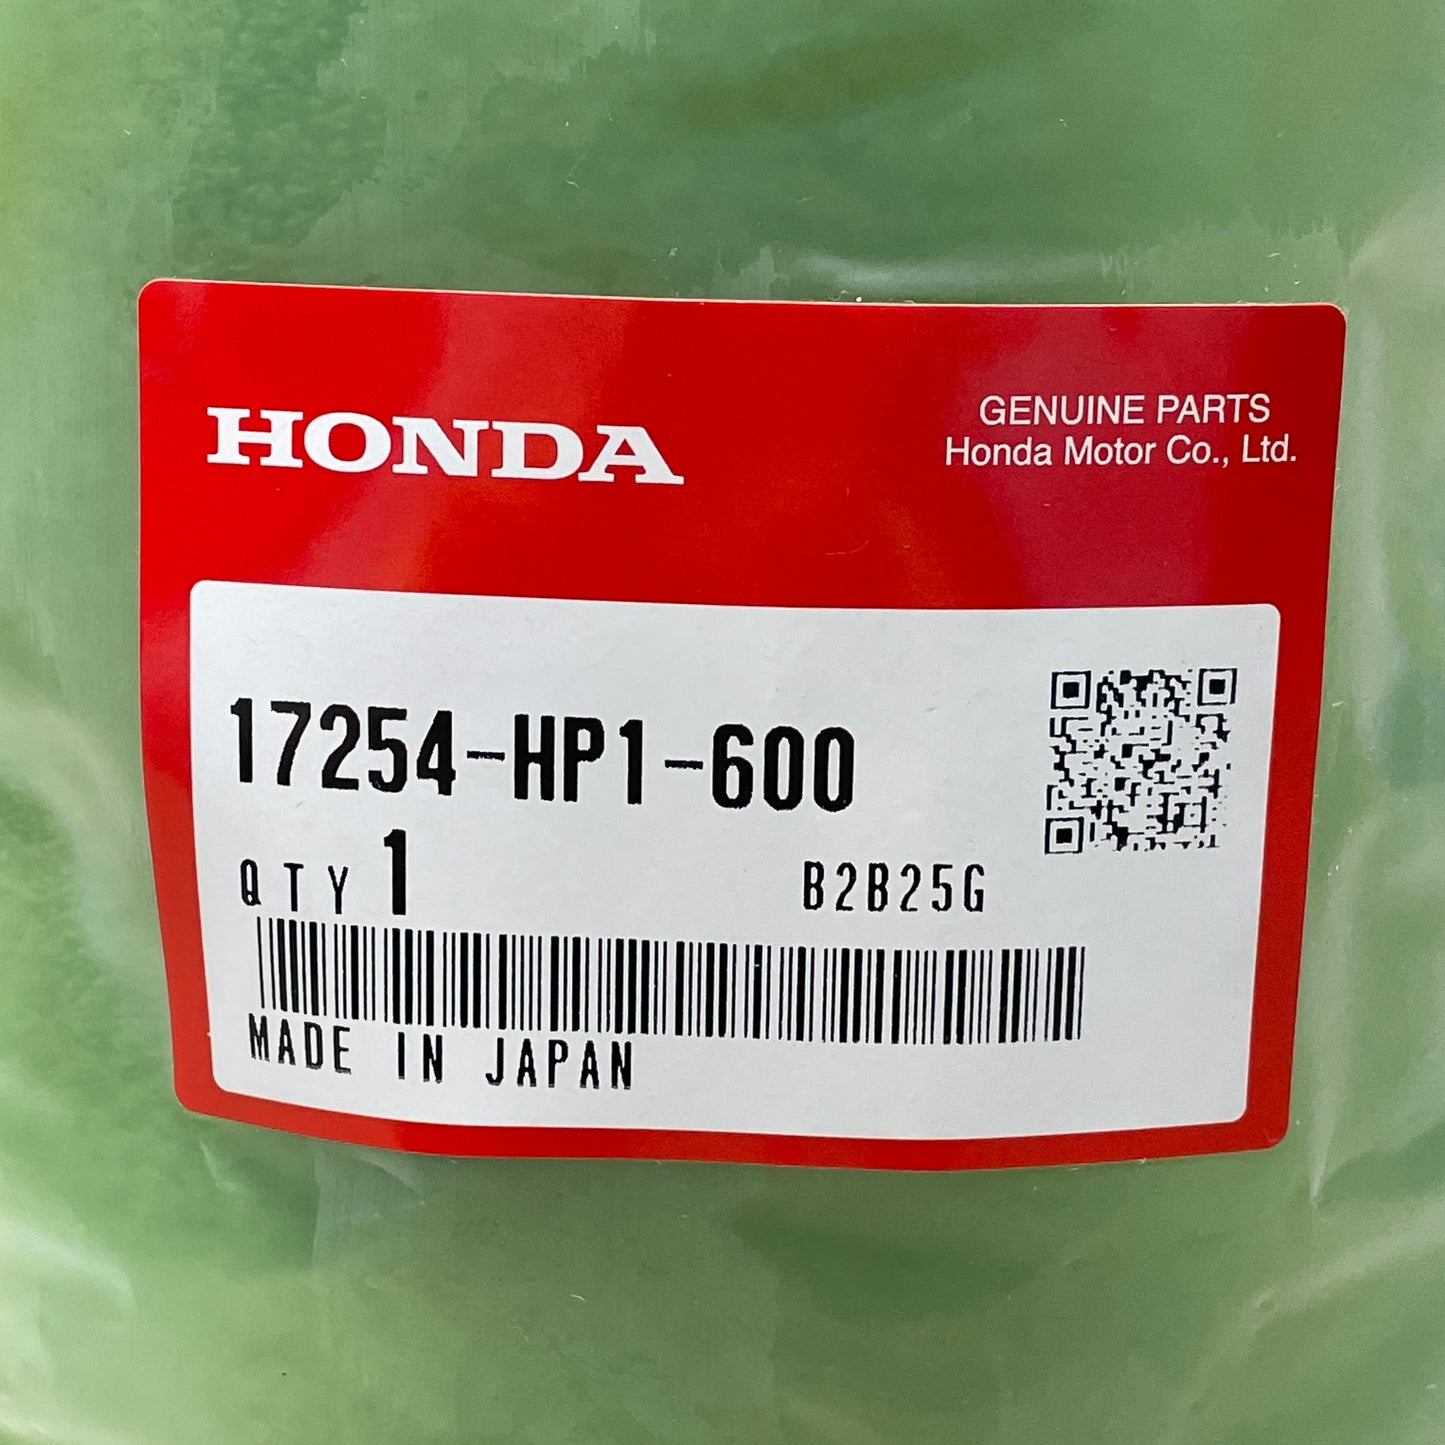 HONDA
GENUINE PARTS
Honda Motor Co., Ltd.
17254-HP1-600
QTY 1
B2B25G
MADE IN JAPAN